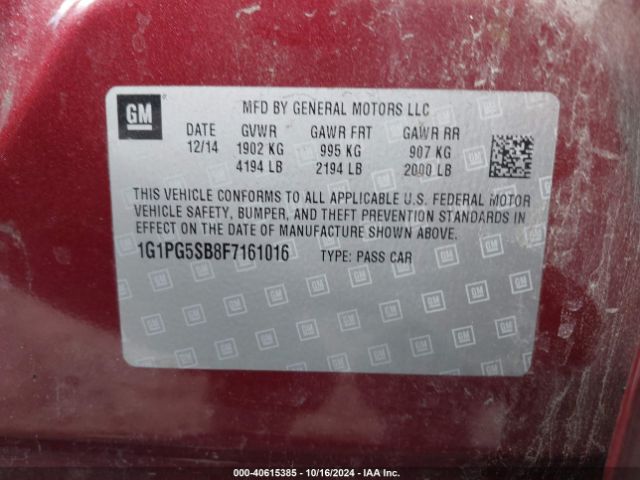 GM ®
MFD BY GENERAL MOTORS LLC
DATE GVWR GAWR FRT GAWR RR
12/14 1902 KG 995 KG 907 KG
4194 LB 2194 LB 2000 LB
THIS VEHICLE CONFORMS TO ALL APPLICABLE U.S. FEDERAL MOTOR
VEHICLE SAFETY, BUMPER, AND THEFT PREVENTION STANDARDS IN
EFFECT ON THE DATE OF MANUFACTURE SHOWN ABOVE.
1G1PG5SB8F7161016 TYPE: PASS CAR
000-40615385 - 10/16/2024 - IAA Inc.